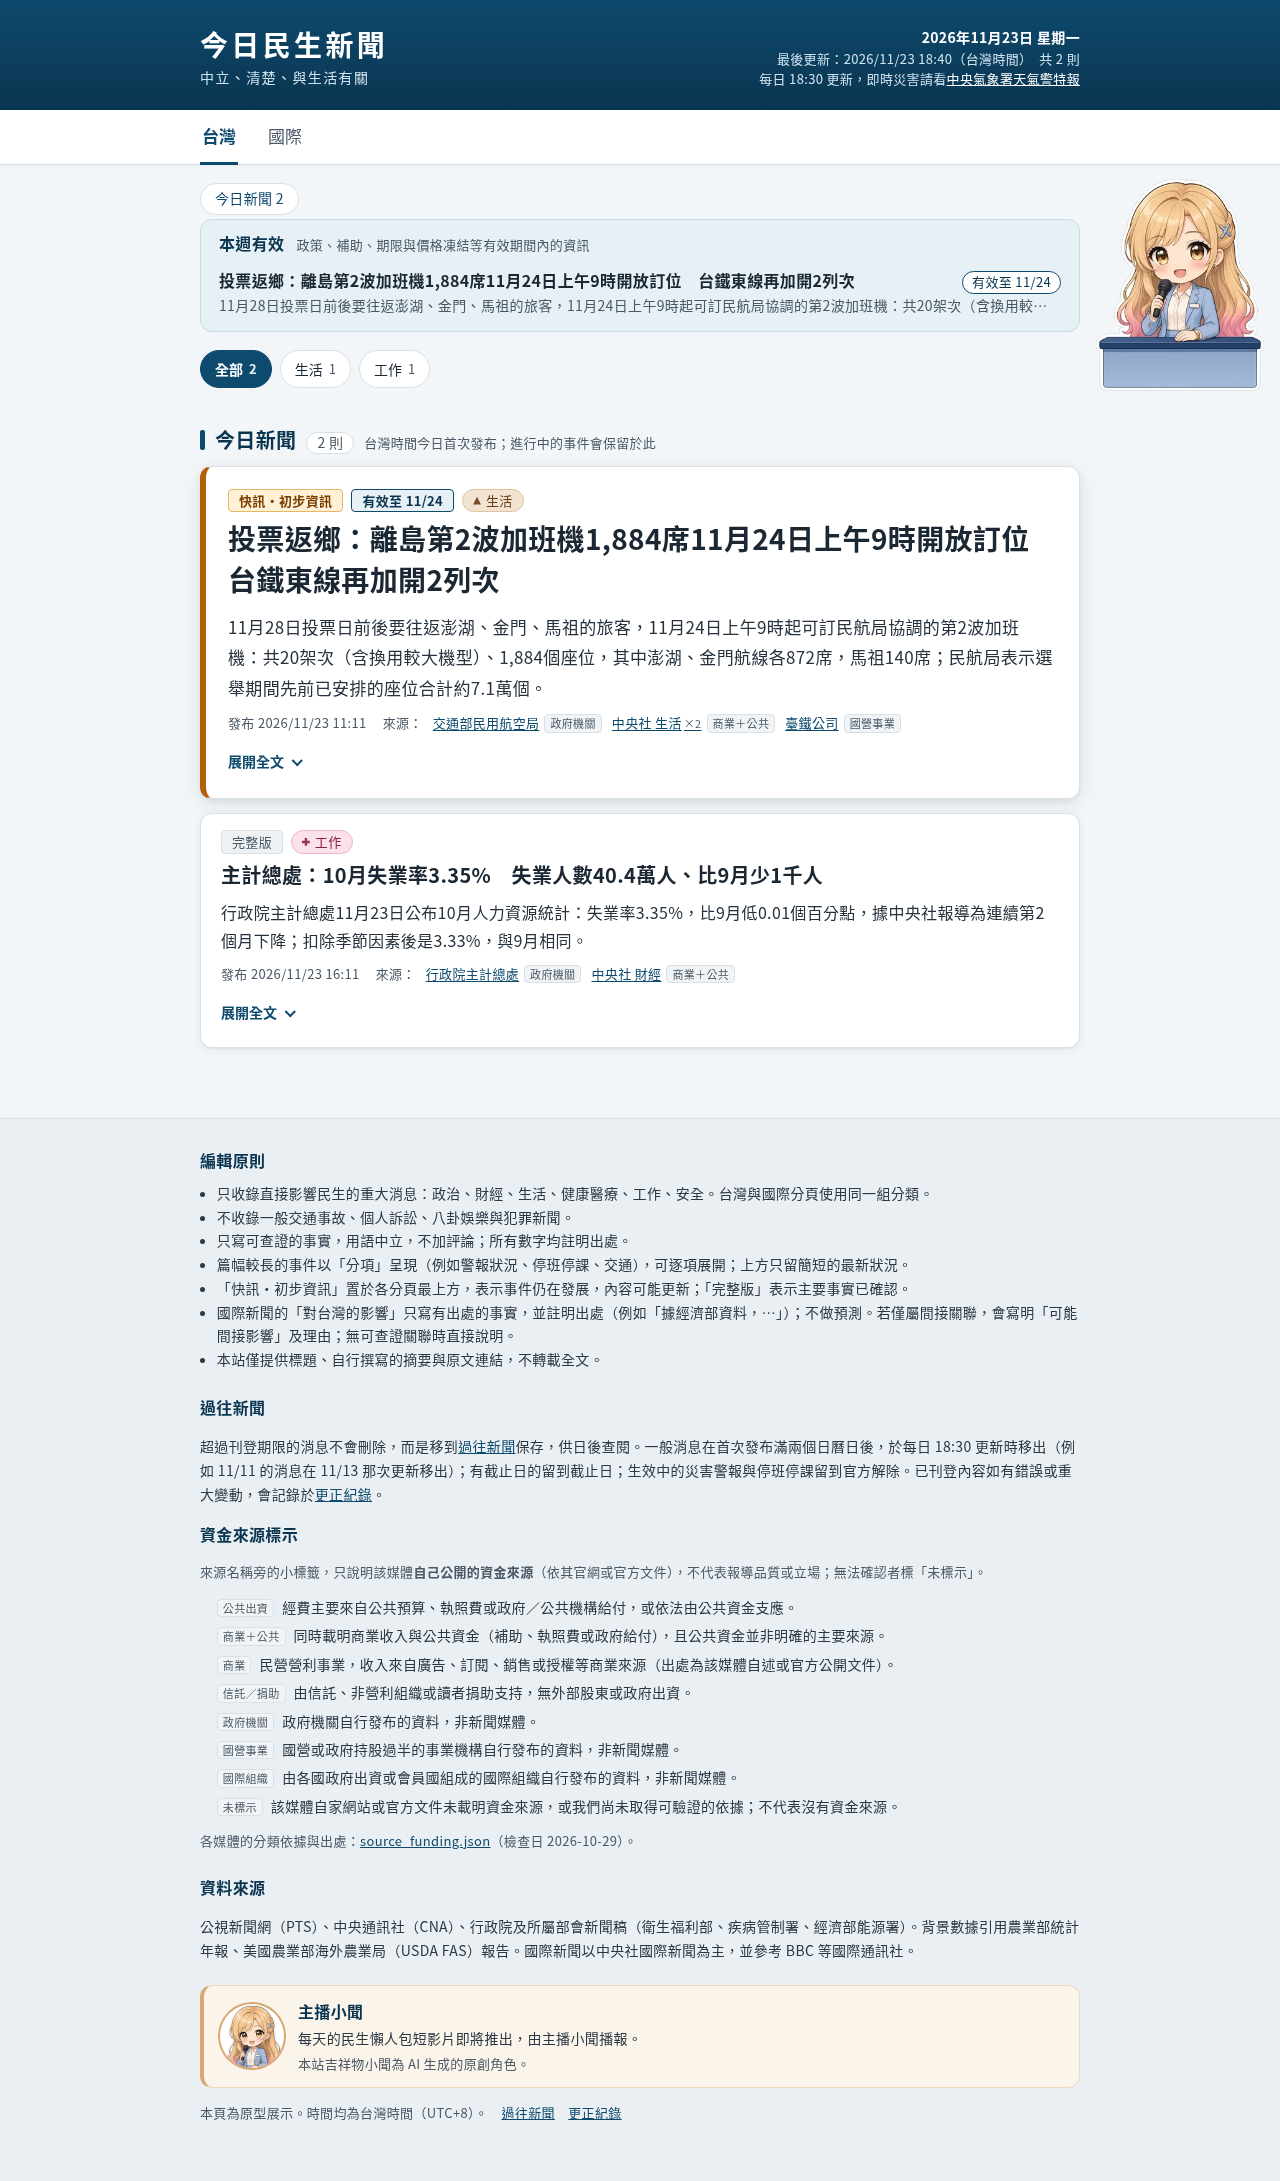 今日民生新聞
中立、清楚、與生活有關
2026年11月23日 星期一
最後更新：2026/11/23 18:40（台灣時間） 共 2 則
每日 18:30 更新，即時災害請看中央氣象署天氣警特報
台灣 國際
今日新聞 2
本週有效 政策、補助、期限與價格凍結等有效期間內的資訊
投票返鄉：離島第2波加班機1,884席11月24日上午9時開放訂位　台鐵東線再加開2列次 有效至 11/24
11月28日投票日前後要往返澎湖、金門、馬祖的旅客，11月24日上午9時起可訂民航局協調的第2波加班機：共20架次（含換用較…
全部 2 生活 1 工作 1
今日新聞 2 則 台灣時間今日首次發布；進行中的事件會保留於此
快訊・初步資訊 有效至 11/24 ▲ 生活
投票返鄉：離島第2波加班機1,884席11月24日上午9時開放訂位
台鐵東線再加開2列次
11月28日投票日前後要往返澎湖、金門、馬祖的旅客，11月24日上午9時起可訂民航局協調的第2波加班
機：共20架次（含換用較大機型）、1,884個座位，其中澎湖、金門航線各872席，馬祖140席；民航局表示選
舉期間先前已安排的座位合計約7.1萬個。
發布 2026/11/23 11:11 來源： 交通部民用航空局 政府機關 中央社 生活 ×2 商業＋公共 臺鐵公司 國營事業
展開全文
完整版 ✚ 工作
主計總處：10月失業率3.35%　失業人數40.4萬人、比9月少1千人
行政院主計總處11月23日公布10月人力資源統計：失業率3.35%，比9月低0.01個百分點，據中央社報導為連續第2
個月下降；扣除季節因素後是3.33%，與9月相同。
發布 2026/11/23 16:11 來源： 行政院主計總處 政府機關 中央社 財經 商業＋公共
展開全文
編輯原則
• 只收錄直接影響民生的重大消息：政治、財經、生活、健康醫療、工作、安全。台灣與國際分頁使用同一組分類。
• 不收錄一般交通事故、個人訴訟、八卦娛樂與犯罪新聞。
• 只寫可查證的事實，用語中立，不加評論；所有數字均註明出處。
• 篇幅較長的事件以「分項」呈現（例如警報狀況、停班停課、交通），可逐項展開；上方只留簡短的最新狀況。
• 「快訊・初步資訊」置於各分頁最上方，表示事件仍在發展，內容可能更新；「完整版」表示主要事實已確認。
• 國際新聞的「對台灣的影響」只寫有出處的事實，並註明出處（例如「據經濟部資料，…」）；不做預測。若僅屬間接關聯，會寫明「可能
間接影響」及理由；無可查證關聯時直接說明。
• 本站僅提供標題、自行撰寫的摘要與原文連結，不轉載全文。
過往新聞
超過刊登期限的消息不會刪除，而是移到過往新聞保存，供日後查閱。一般消息在首次發布滿兩個日曆日後，於每日 18:30 更新時移出（例
如 11/11 的消息在 11/13 那次更新移出）；有截止日的留到截止日；生效中的災害警報與停班停課留到官方解除。已刊登內容如有錯誤或重
大變動，會記錄於更正紀錄。
資金來源標示
來源名稱旁的小標籤，只說明該媒體自己公開的資金來源（依其官網或官方文件），不代表報導品質或立場；無法確認者標「未標示」。
公共出資 經費主要來自公共預算、執照費或政府／公共機構給付，或依法由公共資金支應。
商業＋公共 同時載明商業收入與公共資金（補助、執照費或政府給付），且公共資金並非明確的主要來源。
商業 民營營利事業，收入來自廣告、訂閱、銷售或授權等商業來源（出處為該媒體自述或官方公開文件）。
信託／捐助 由信託、非營利組織或讀者捐助支持，無外部股東或政府出資。
政府機關 政府機關自行發布的資料，非新聞媒體。
國營事業 國營或政府持股過半的事業機構自行發布的資料，非新聞媒體。
國際組織 由各國政府出資或會員國組成的國際組織自行發布的資料，非新聞媒體。
未標示 該媒體自家網站或官方文件未載明資金來源，或我們尚未取得可驗證的依據；不代表沒有資金來源。
各媒體的分類依據與出處：source_funding.json（檢查日 2026-10-29）。
資料來源
公視新聞網（PTS）、中央通訊社（CNA）、行政院及所屬部會新聞稿（衛生福利部、疾病管制署、經濟部能源署）。背景數據引用農業部統計
年報、美國農業部海外農業局（USDA FAS）報告。國際新聞以中央社國際新聞為主，並參考 BBC 等國際通訊社。
主播小聞
每天的民生懶人包短影片即將推出，由主播小聞播報。
本站吉祥物小聞為 AI 生成的原創角色。
本頁為原型展示。時間均為台灣時間（UTC+8）。 過往新聞 更正紀錄